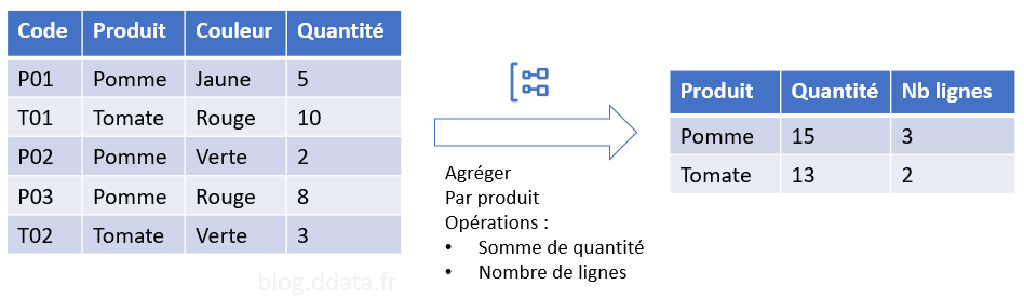 Code Produit Couleur Quantité
P01 Pomme Jaune 5
T01 Tomate Rouge 10
P02 Pomme Verte 2
P03 Pomme Rouge 8
T02 Tomate Verte 3
blog.ddata.fr
Agréger
Par produit
Opérations :
• Somme de quantité
• Nombre de lignes
Produit Quantité Nb lignes
Pomme 15 3
Tomate 13 2